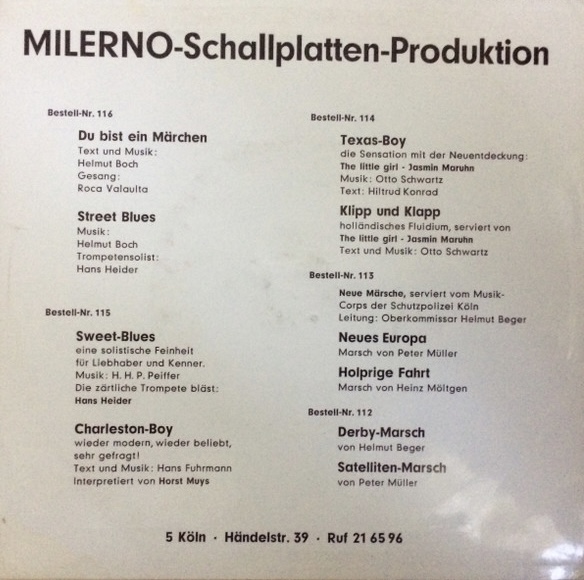 MILERNO-Schallplatten-Produktion
Bestell-Nr. 116
Du bist ein Märchen
Text und Musik:
Helmut Boch
Gesang:
Roca Valaulta
Street Blues
Musik:
Helmut Boch
Trompetensolist:
Hans Heider
Bestell-Nr. 115
Sweet-Blues
eine solistische Feinheit
für Liebhaber und Kenner.
Musik: H. H. P. Peiffer
Die zärtliche Trompete bläst:
Hans Heider
Charleston-Boy
wieder modern, wieder beliebt,
sehr gefragt!
Text und Musik: Hans Fuhrmann
Interpretiert von Horst Muys
Bestell-Nr. 114
Texas-Boy
die Sensation mit der Neuentdeckung:
The little girl - Jasmin Maruhn
Musik: Otto Schwartz
Text: Hiltrud Konrad
Klipp und Klapp
holländisches Fluidium, serviert von
The little girl - Jasmin Maruhn
Text und Musik: Otto Schwartz
Bestell-Nr. 113
Neue Märsche, serviert vom Musik-
Corps der Schutzpolizei Köln
Leitung: Oberkommissar Helmut Beger
Neues Europa
Marsch von Peter Müller
Holprige Fahrt
Marsch von Heinz Möltgen
Bestell-Nr. 112
Derby-Marsch
von Helmut Beger
Satelliten-Marsch
von Peter Müller
5 Köln · Händelstr. 39 · Ruf 21 65 96